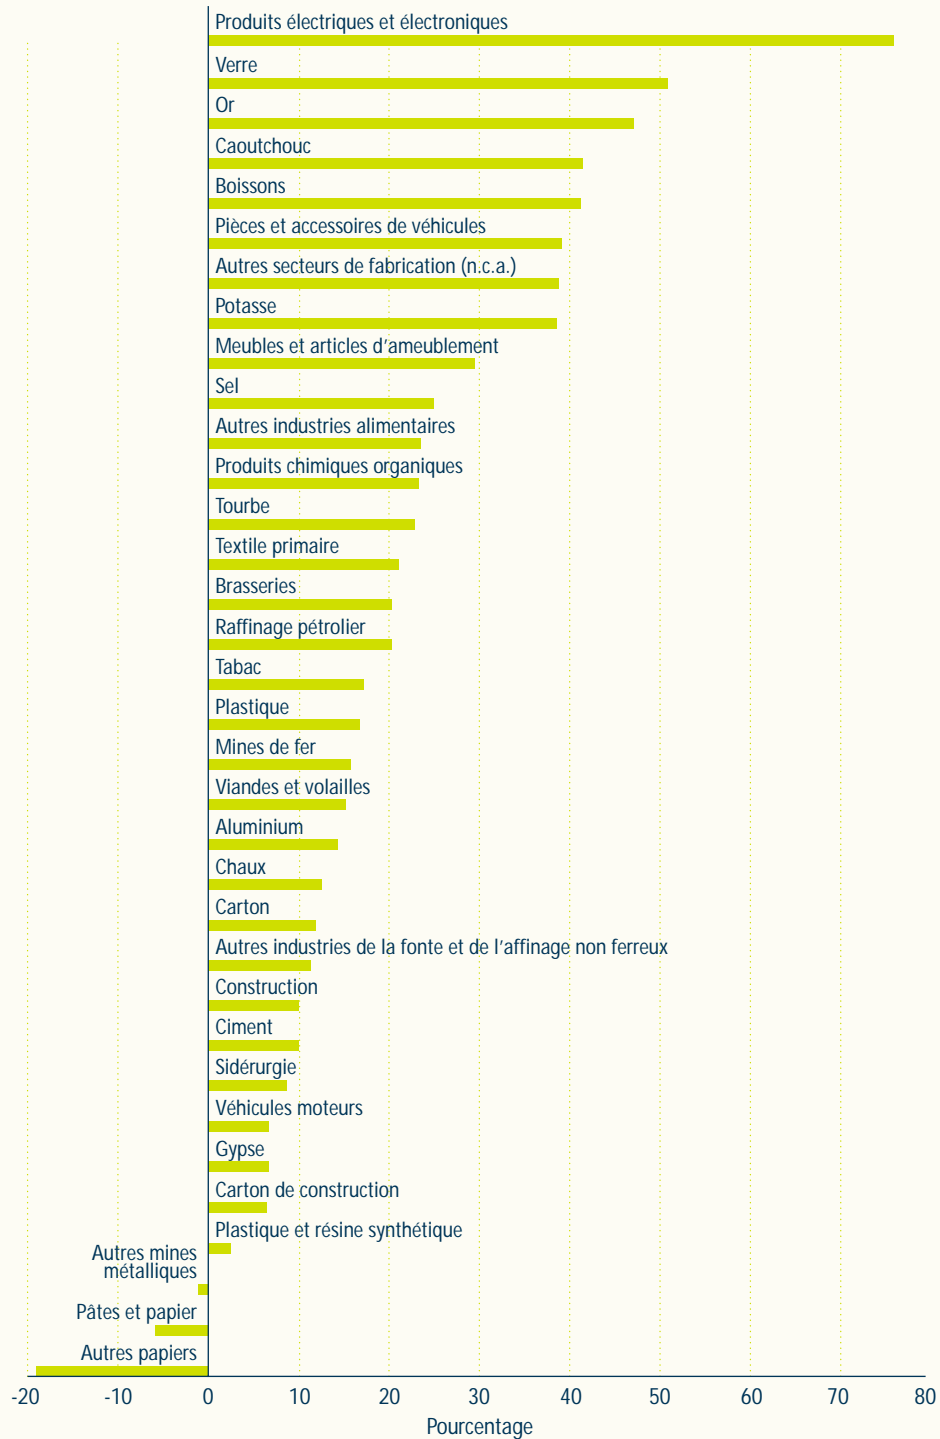 Produits électriques et électroniques
Verre
Or
Caoutchouc
Boissons
Pièces et accessoires de véhicules
Autres secteurs de fabrication (n.c.a.)
Potasse
Meubles et articles d'ameublement
Sel
Autres industries alimentaires
Produits chimiques organiques
Tourbe
Textile primaire
Brasseries
Raffinage pétrolier
Tabac
Plastique
Mines de fer
Viandes et volailles
Aluminium
Chaux
Carton
Autres industries de la fonte et de l'affinage non ferreux
Construction
Ciment
Sidérurgie
Véhicules moteurs
Gypse
Carton de construction
Plastique et résine synthétique
Autres mines
métalliques
Pâtes et papier
Autres papiers
-20 -10 0 10 20 30 40 50 60 70 80
Pourcentage